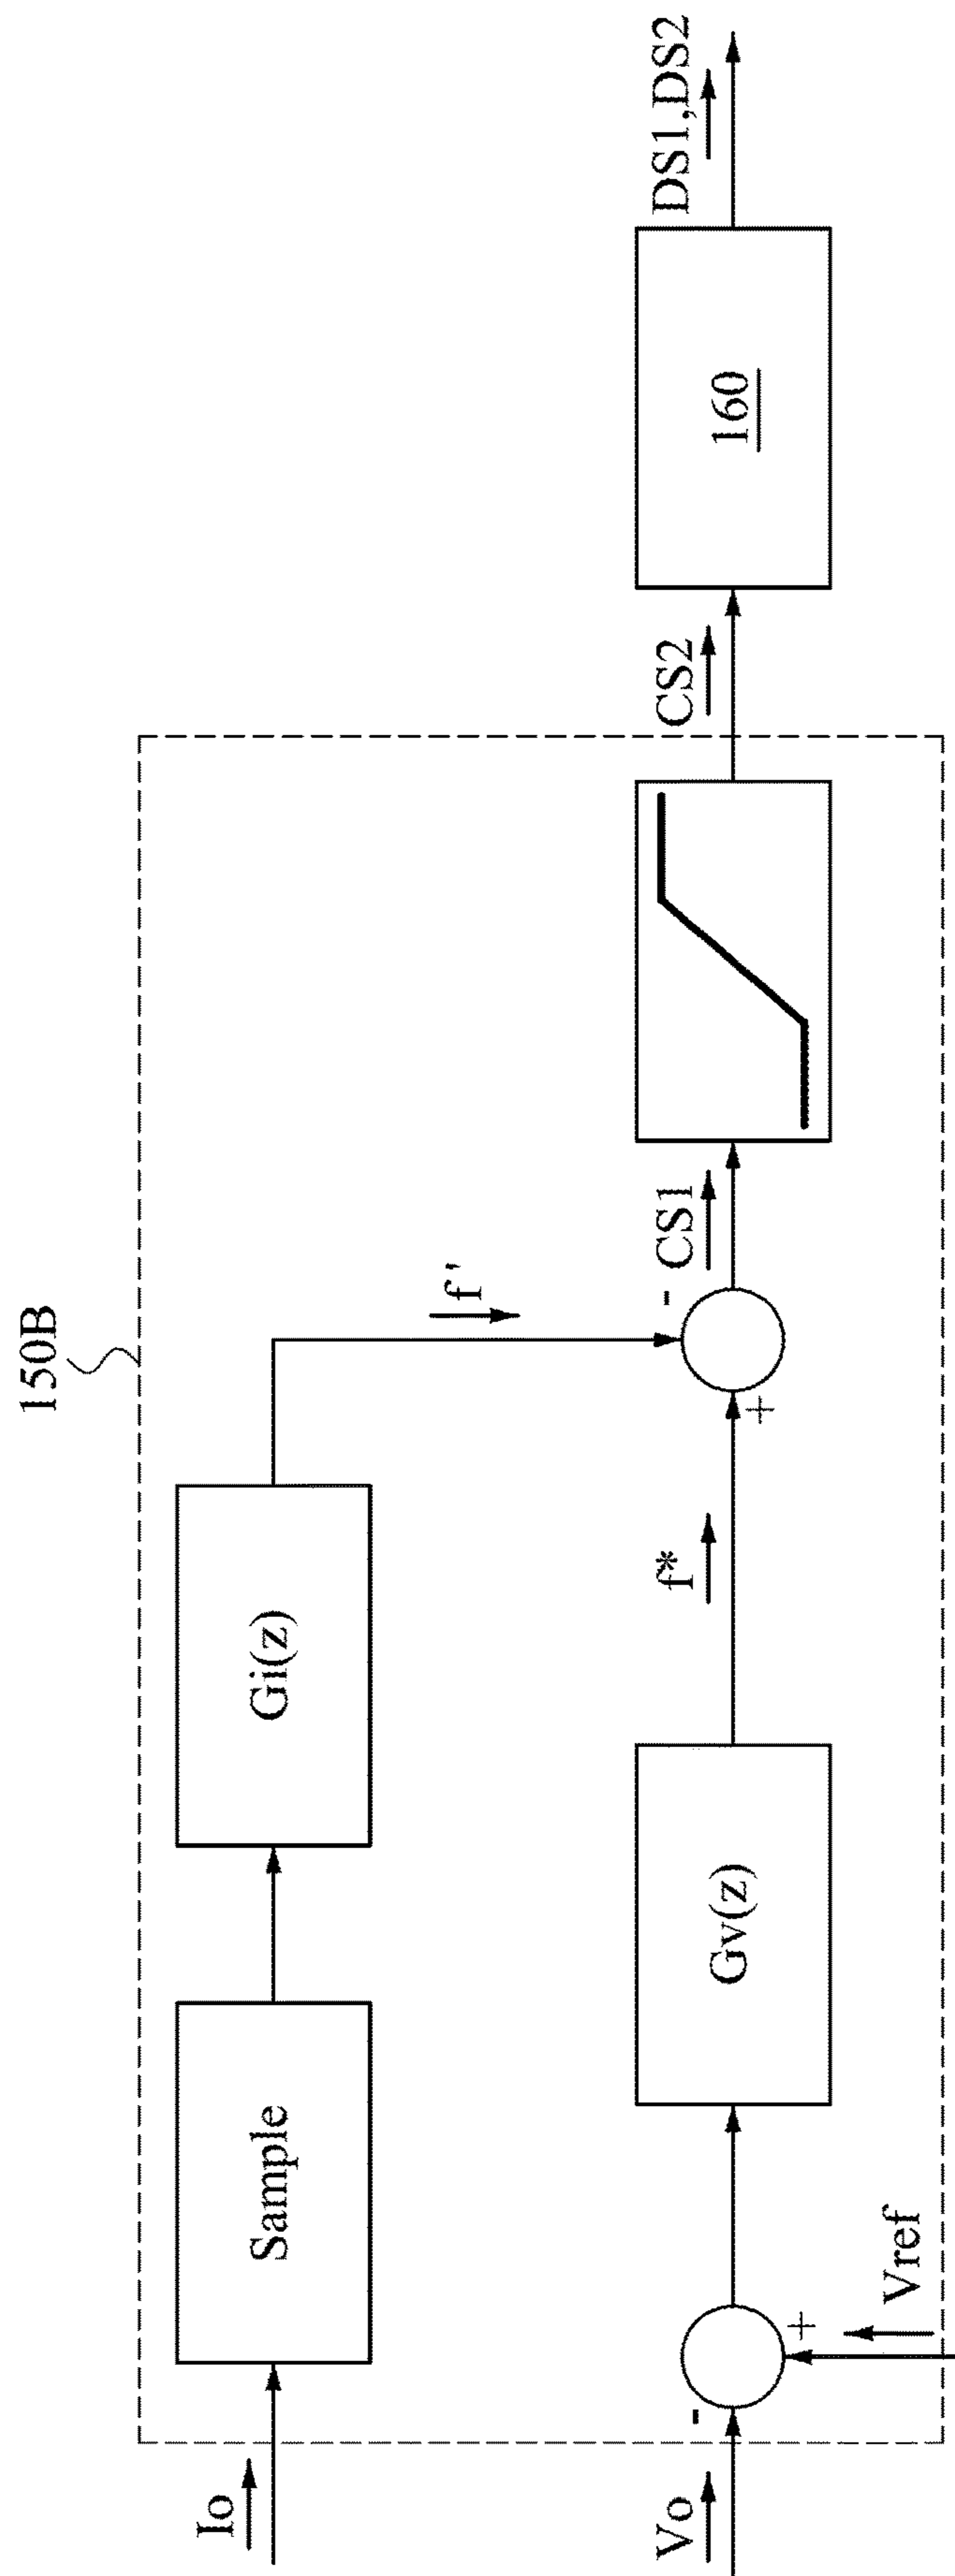 150B
Io
Sample
Gi(z)
f'
Vo
-
+
Vref
Gv(z)
f*
+
-
CS1
CS2
160
DS1,DS2